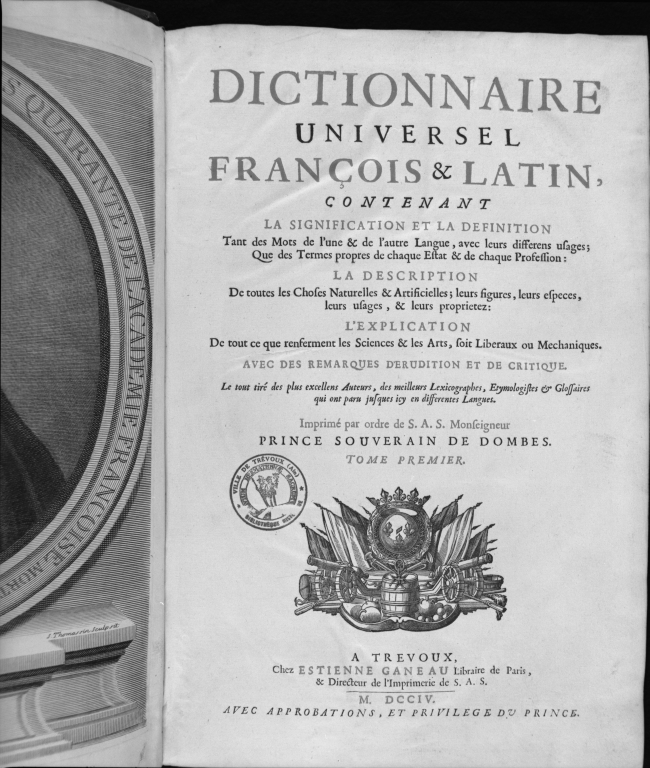 S QUARANTE DE L'ACADEMIE FRANCOISE MORT
I. Thomassin Sculpsit
DICTIONNAIRE
UNIVERSEL
FRANÇOIS & LATIN,
CONTENANT
LA SIGNIFICATION ET LA DEFINITION
Tant des Mots de l'une & de l'autre Langue, avec leurs differens usages;
Que des Termes propres de chaque Estat & de chaque Profession:
LA DESCRIPTION
De toutes les Choses Naturelles & Artificielles; leurs figures, leurs especes,
leurs usages, & leurs proprietez:
L'EXPLICATION
De tout ce que renferment les Sciences & les Arts, soit Liberaux ou Mechaniques.
AVEC DES REMARQUES D'ERUDITION ET DE CRITIQUE.
Le tout tiré des plus excellens Auteurs, des meilleurs Lexicographes, Etymologistes & Glossaires
qui ont paru jusques icy en differentes Langues.
Imprimé par ordre de S. A. S. Monseigneur
PRINCE SOUVERAIN DE DOMBES.
TOME PREMIER.
VILLE DE TRÉVOUX (Ain)
BIBLIOTHÈQUE
A TREVOUX,
Chez ESTIENNE GANEAU Libraire de Paris,
& Directeur de l'Imprimerie de S. A. S.
M. DCCIV.
AVEC APPROBATIONS, ET PRIVILEGE DU PRINCE.